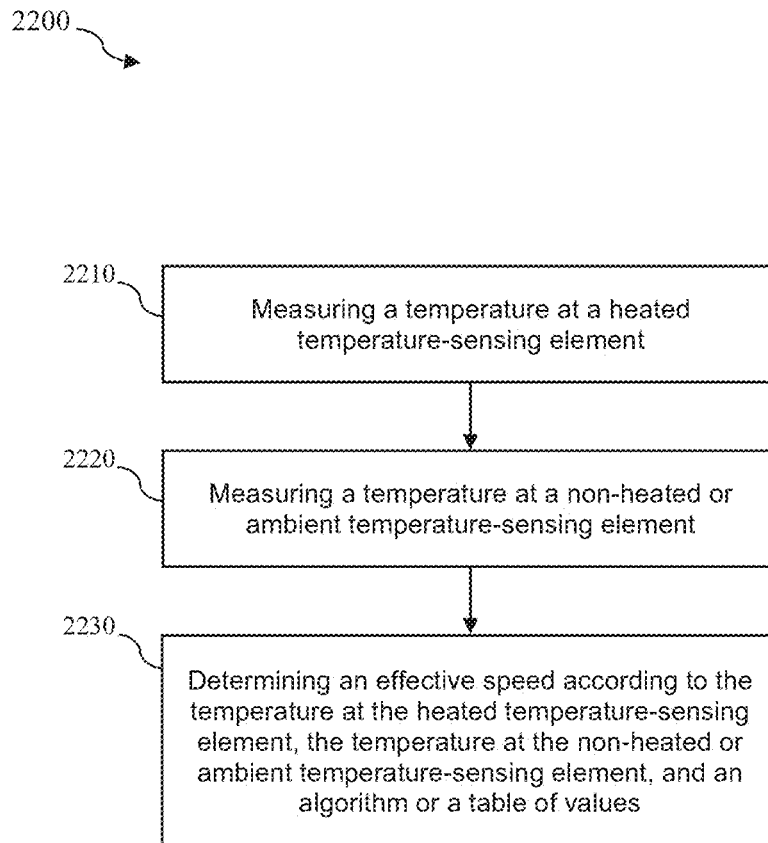 2200
2210
Measuring a temperature at a heated
temperature-sensing element
2220
Measuring a temperature at a non-heated or
ambient temperature-sensing element
2230
Determining an effective speed according to the
temperature at the heated temperature-sensing
element, the temperature at the non-heated or
ambient temperature-sensing element, and an
algorithm or a table of values